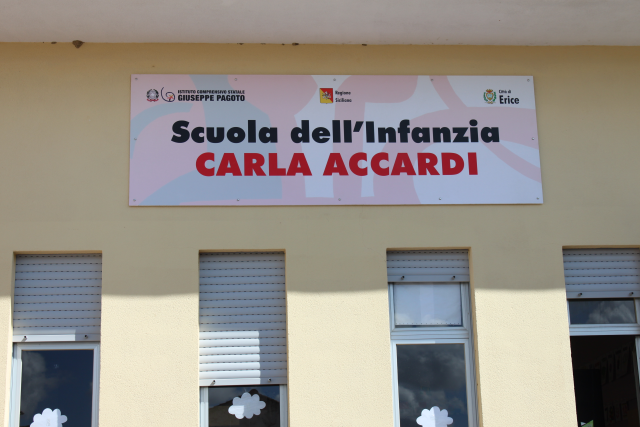 ISTITUTO COMPRENSIVO STATALE
GIUSEPPE PAGOTO
Regione
Siciliana
Città di
Erice
Scuola dell'Infanzia
CARLA ACCARDI